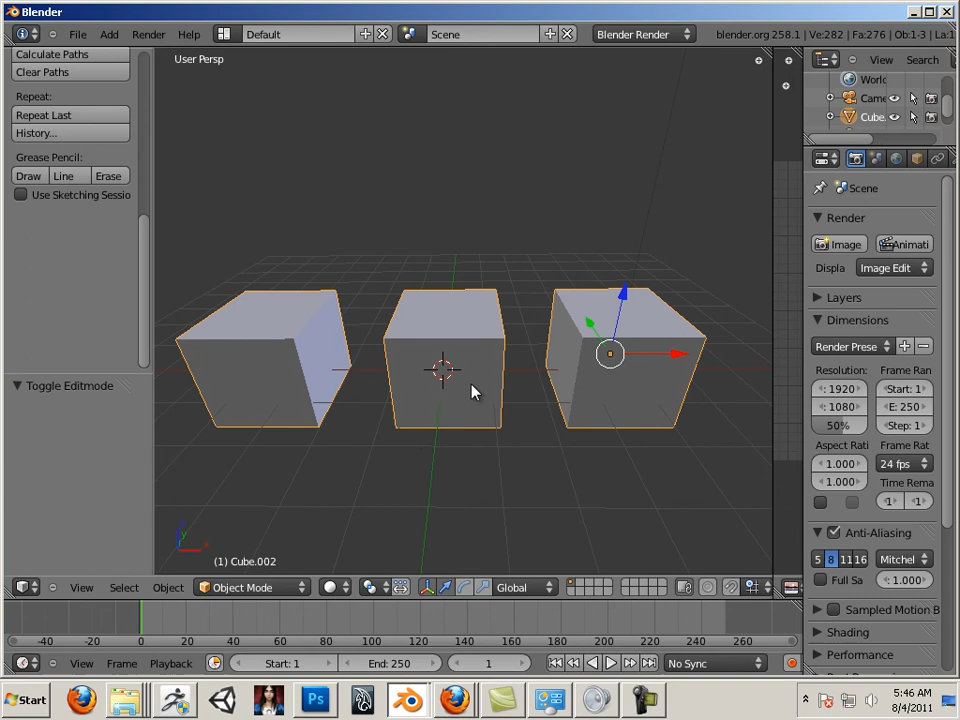 Blender
File Add Render Help Default Scene Blender Render blender.org 258.1 | Ve:282 | Fa:276 | Ob:1-3 | La:1
Calculate Paths
Clear Paths
Repeat:
Repeat Last
History...
Grease Pencil:
Draw Line Erase
Use Sketching Sessio
Toggle Editmode
User Persp
(1) Cube.002
View Search
World
Came
Cube.
Scene
Render
Image Animati
Displa Image Edit
Layers
Dimensions
Render Prese
Resolution: Frame Ran
: 1920 Start: 1
: 1080 E: 250
50% Step: 1
Aspect Rati Frame Rat
1.000 24 fps
1.000 Time Rema
1 1
Anti-Aliasing
5 8 11 16 Mitchel
Full Sa : 1.000
Sampled Motion B
Shading
Performance
View Select Object Object Mode Global
-40 -20 0 20 40 60 80 100 120 140 160 180 200 220 240 260
View Frame Playback Start: 1 End: 250 1 No Sync
Start Ps
5:46 AM
8/4/2011